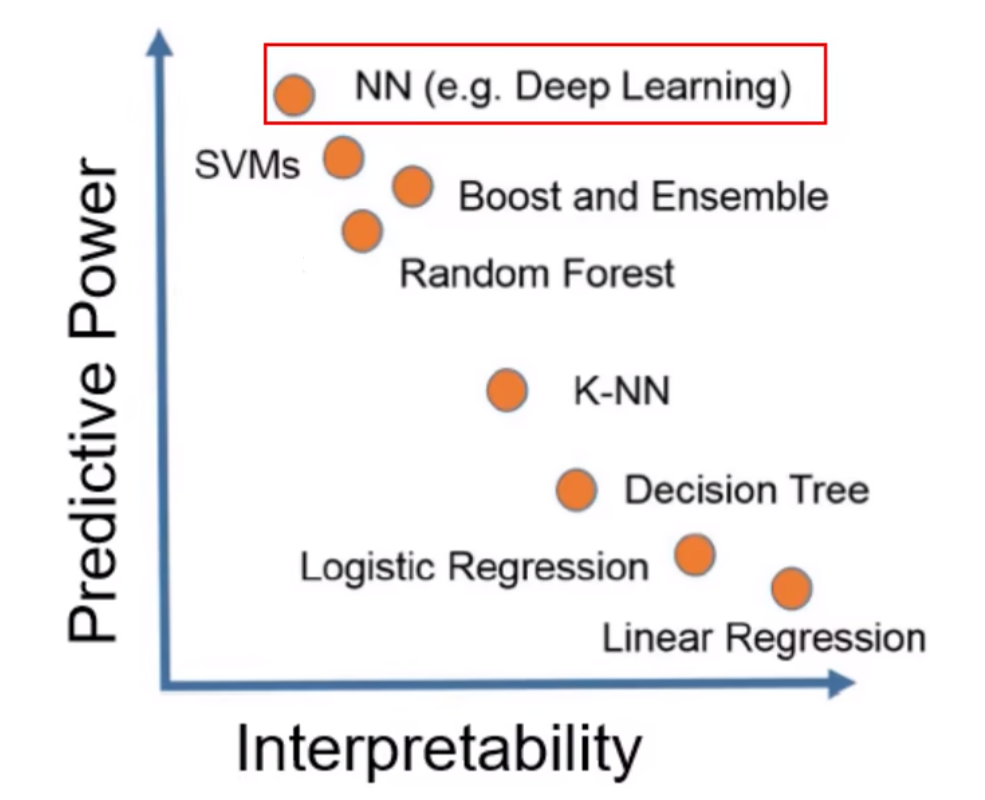 Predictive Power
NN (e.g. Deep Learning)
SVMs
Boost and Ensemble
Random Forest
K-NN
Decision Tree
Logistic Regression
Linear Regression
Interpretability